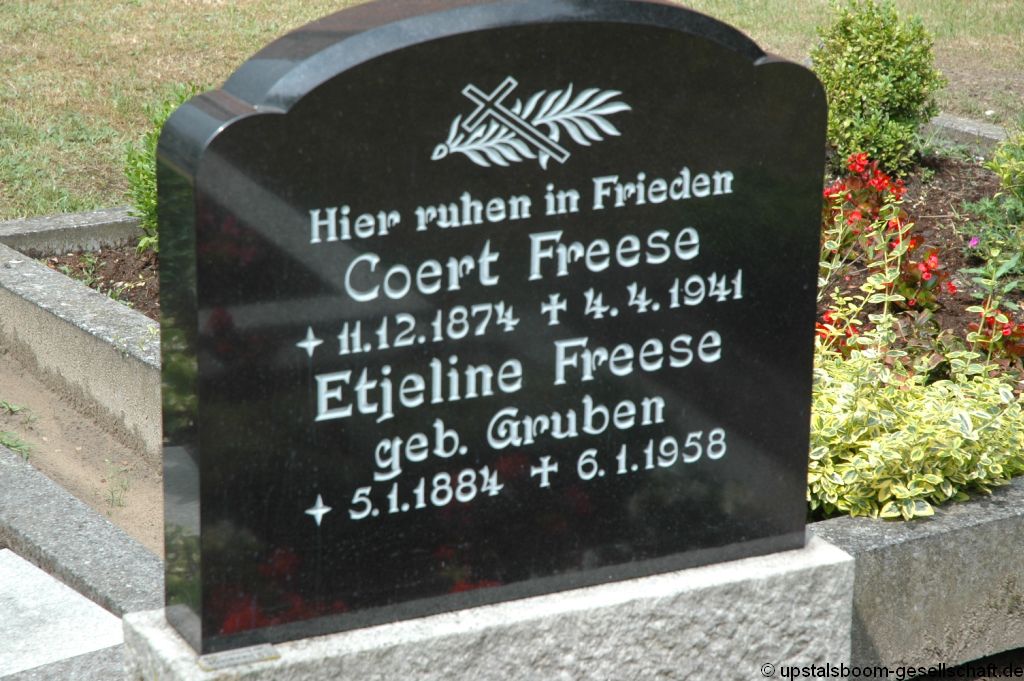 Hier ruhen in Frieden
Coert Freese
✦ 11.12.1874 ✝ 4.4.1941
Etjeline Freese
geb. Gruben
✦ 5.1.1884 ✝ 6.1.1958
© upstalsboom-gesellschaft.de